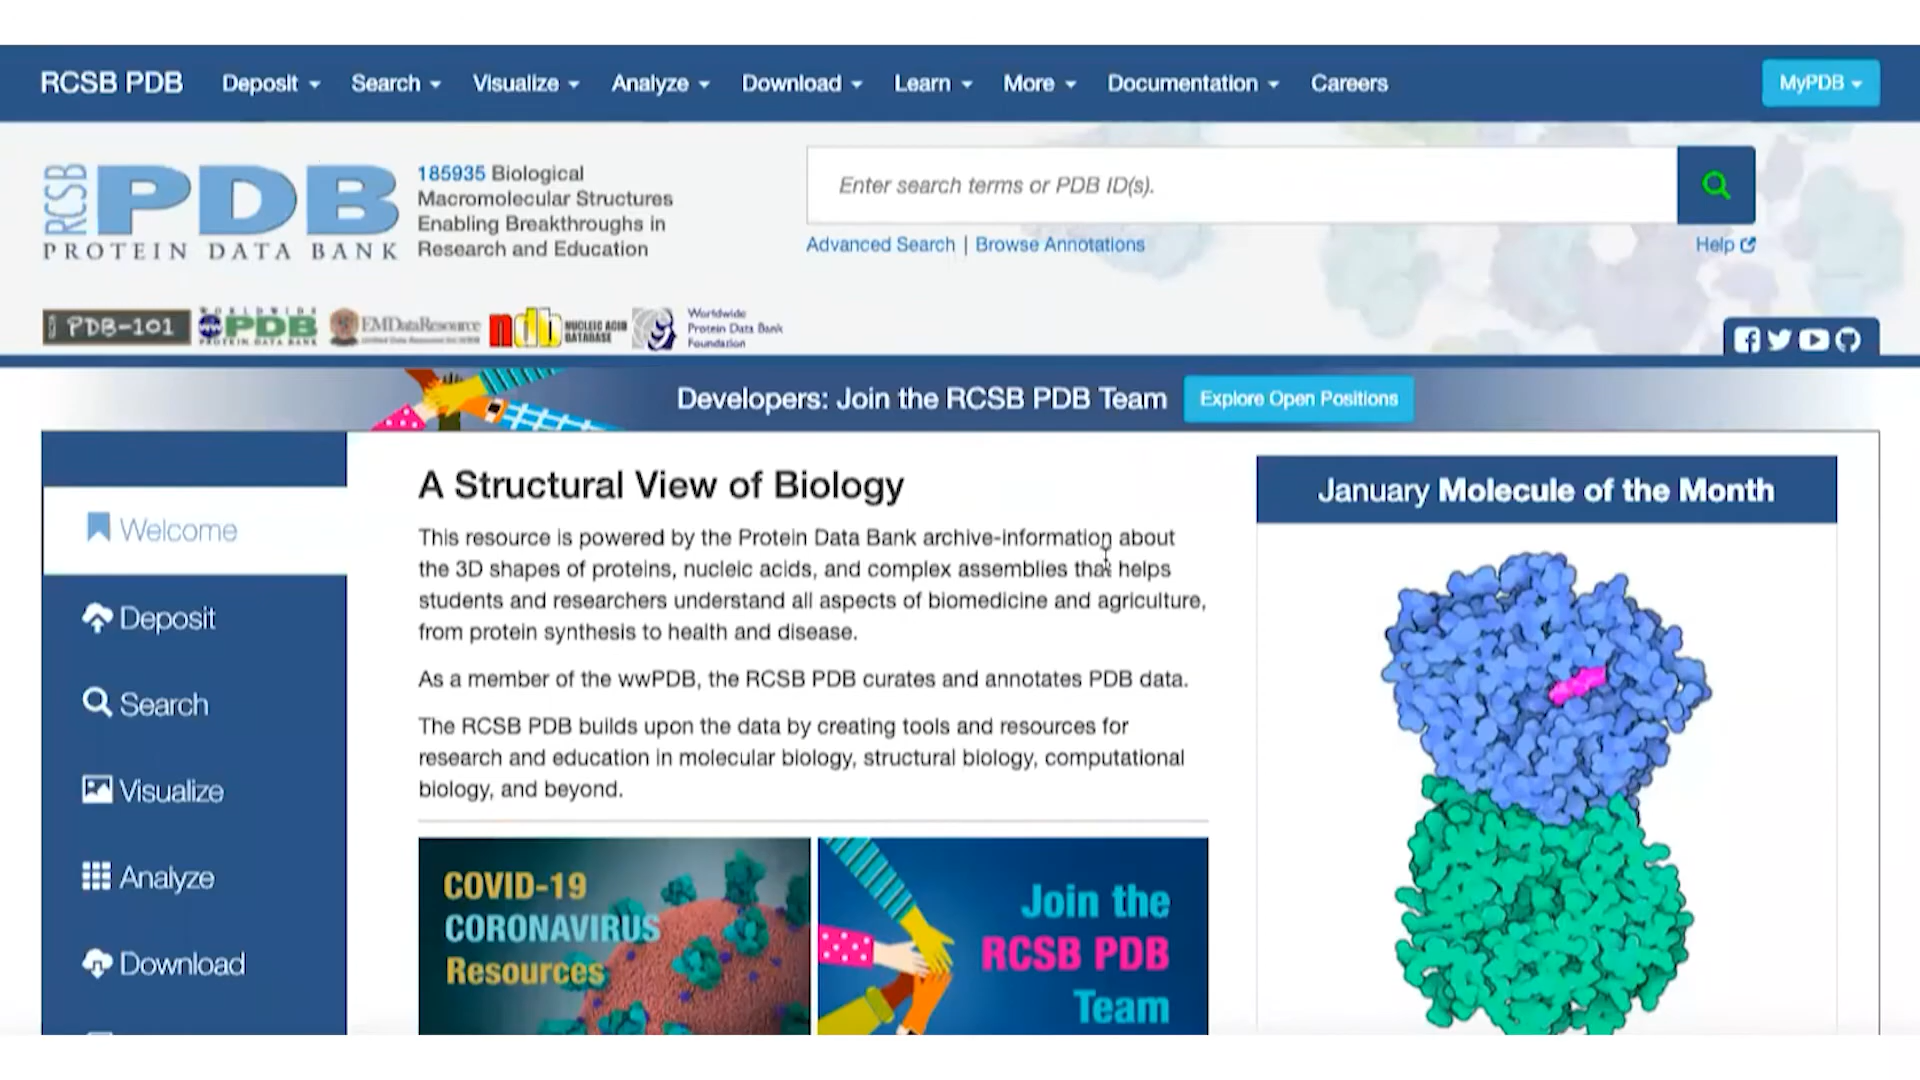 RCSB PDB Deposit Search Visualize Analyze Download Learn More Documentation Careers MyPDB
RCSB PDB
PROTEIN DATA BANK
185935 Biological
Macromolecular Structures
Enabling Breakthroughs in
Research and Education
Enter search terms or PDB ID(s).
Advanced Search | Browse Annotations
Help
PDB-101
WORLDWIDE
PDB
PROTEIN DATA BANK
EMDataResource
ndb NUCLEIC ACID
DATABASE
Worldwide
Protein Data Bank
Foundation
Developers: Join the RCSB PDB Team Explore Open Positions
Welcome
Deposit
Search
Visualize
Analyze
Download
A Structural View of Biology
This resource is powered by the Protein Data Bank archive-information about
the 3D shapes of proteins, nucleic acids, and complex assemblies that helps
students and researchers understand all aspects of biomedicine and agriculture,
from protein synthesis to health and disease.
As a member of the wwPDB, the RCSB PDB curates and annotates PDB data.
The RCSB PDB builds upon the data by creating tools and resources for
research and education in molecular biology, structural biology, computational
biology, and beyond.
COVID-19
CORONAVIRUS
Resources
Join the
RCSB PDB
Team
January Molecule of the Month